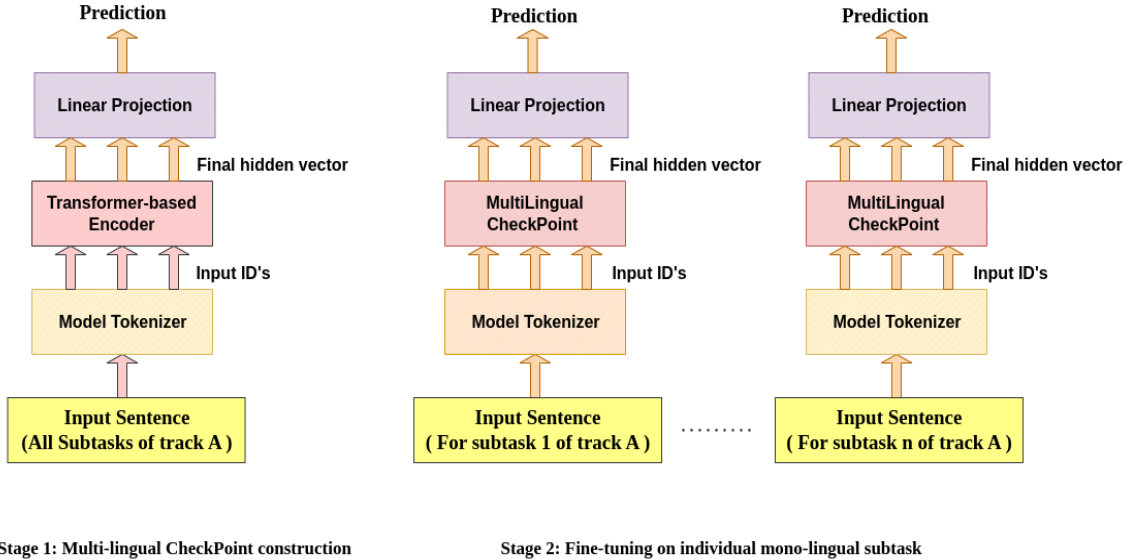 Prediction
Linear Projection
Final hidden vector
Transformer-based
Encoder
Input ID's
Model Tokenizer
Input Sentence
(All Subtasks of track A )
Stage 1: Multi-lingual CheckPoint construction
Prediction
Linear Projection
Final hidden vector
MultiLingual
CheckPoint
Input ID's
Model Tokenizer
Input Sentence
( For subtask 1 of track A )
.........
Prediction
Linear Projection
Final hidden vector
MultiLingual
CheckPoint
Input ID's
Model Tokenizer
Input Sentence
( For subtask n of track A )
Stage 2: Fine-tuning on individual mono-lingual subtask